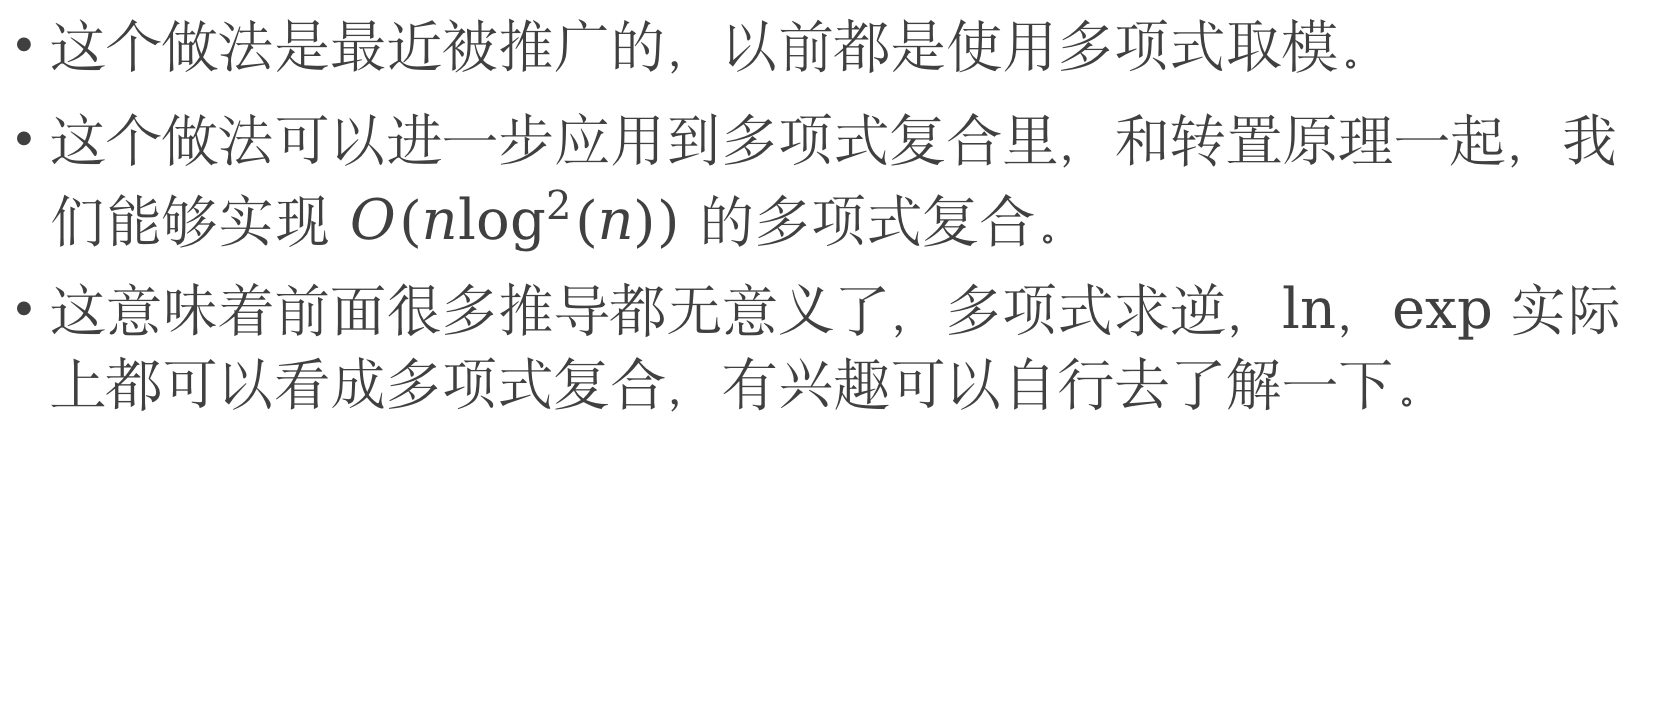 • 这个做法是最近被推广的，以前都是使用多项式取模。
• 这个做法可以进一步应用到多项式复合里，和转置原理一起，我
们能够实现 O(nlog²(n)) 的多项式复合。
• 这意味着前面很多推导都无意义了，多项式求逆，ln，exp 实际
上都可以看成多项式复合，有兴趣可以自行去了解一下。